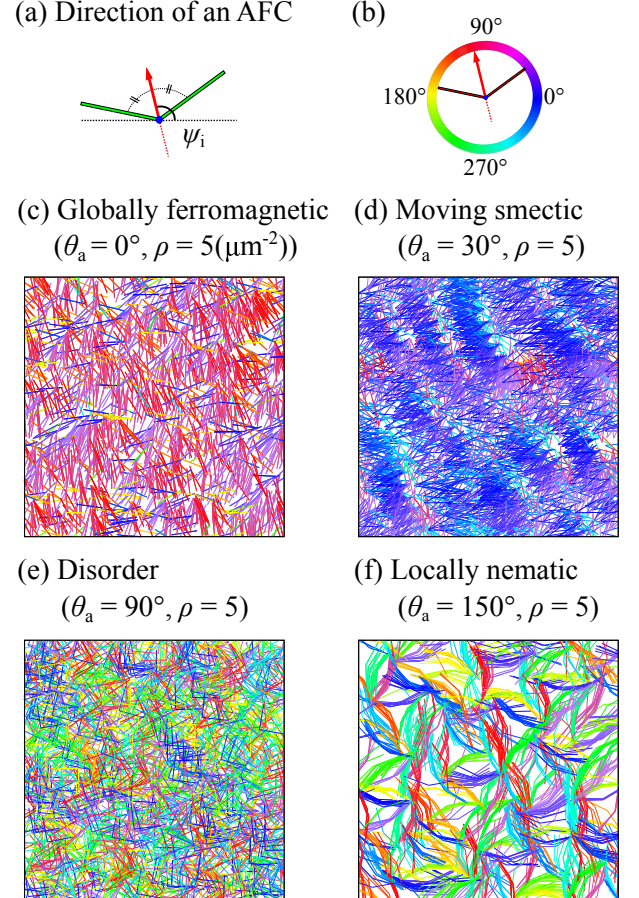 (a) Direction of an AFC
(b)
ψi
90°
180°
0°
270°
(c) Globally ferromagnetic
(θa = 0°, ρ = 5(μm-2))
(d) Moving smectic
(θa = 30°, ρ = 5)
(e) Disorder
(θa = 90°, ρ = 5)
(f) Locally nematic
(θa = 150°, ρ = 5)